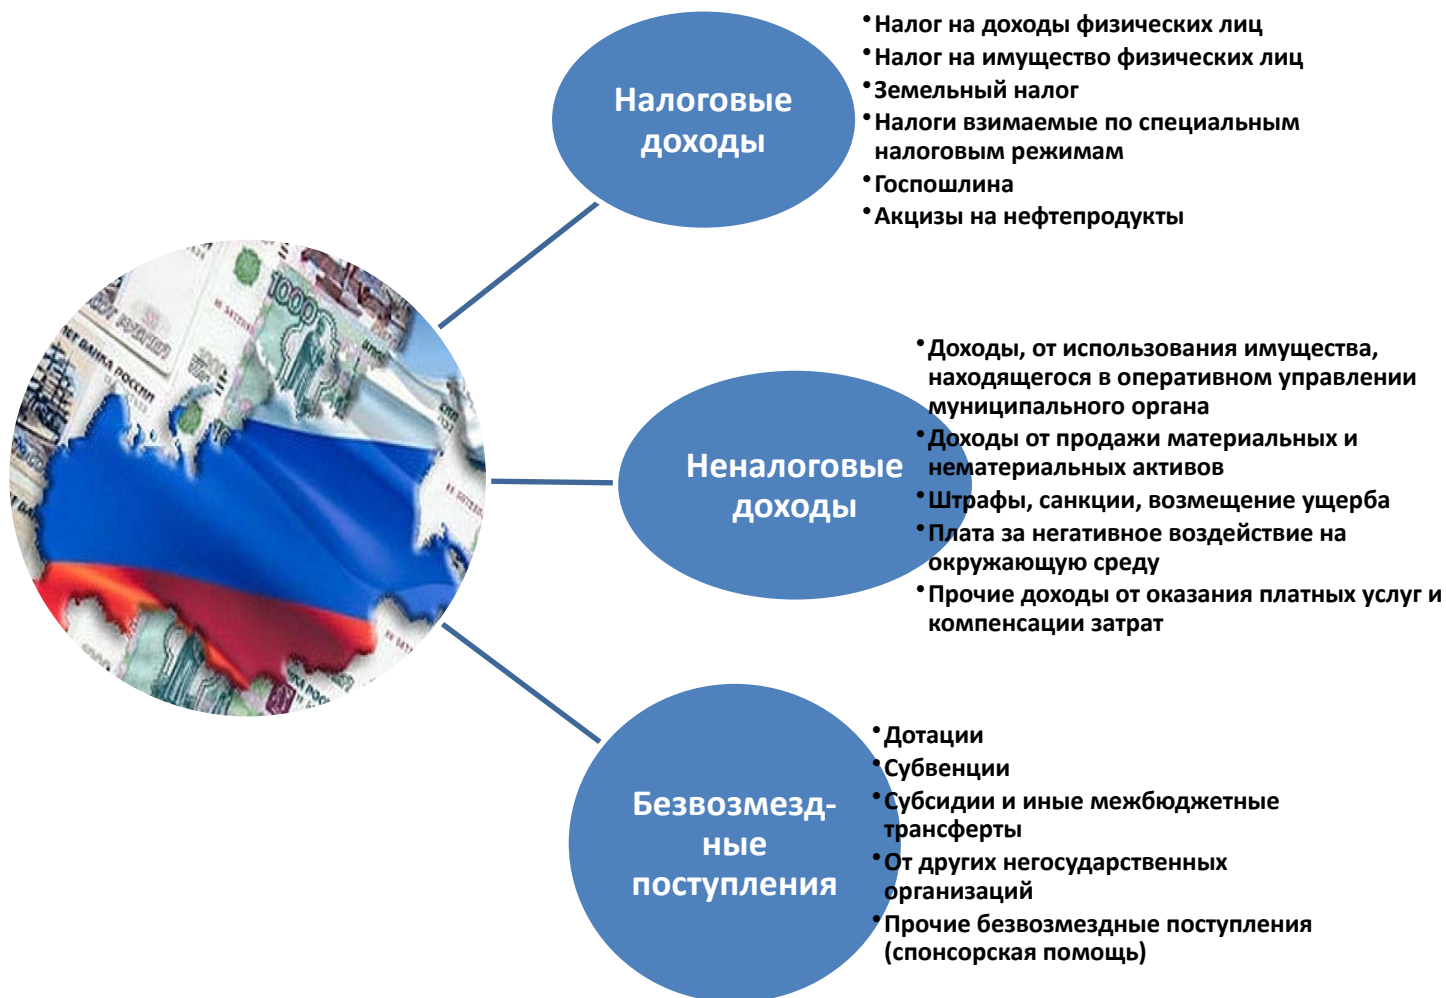 Налоговые
доходы
•Налог на доходы физических лиц
•Налог на имущество физических лиц
•Земельный налог
•Налоги взимаемые по специальным
налоговым режимам
•Госпошлина
•Акцизы на нефтепродукты
1000
БАНКА РОССИИ
Неналоговые
доходы
•Доходы, от использования имущества,
находящегося в оперативном управлении
муниципального органа
•Доходы от продажи материальных и
нематериальных активов
•Штрафы, санкции, возмещение ущерба
•Плата за негативное воздействие на
окружающую среду
•Прочие доходы от оказания платных услуг и
компенсации затрат
Безвозмезд-
ные
поступления
•Дотации
•Субвенции
•Субсидии и иные межбюджетные
трансферты
•От других негосударственных
организаций
•Прочие безвозмездные поступления
(спонсорская помощь)